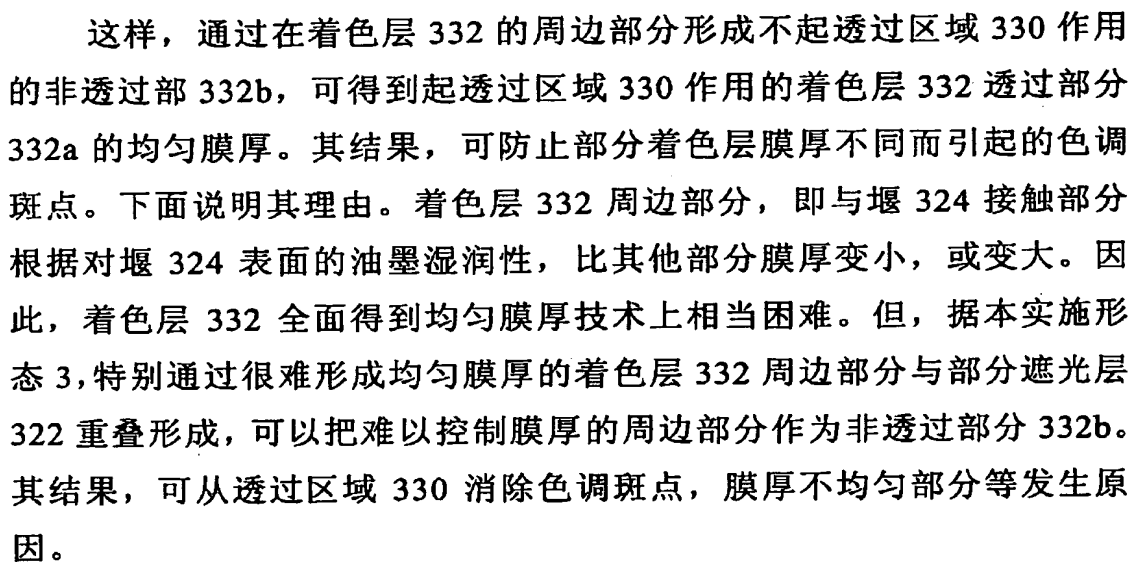 这样，通过在着色层 332 的周边部分形成不起透过区域 330 作用
的非透过部 332b，可得到起透过区域 330 作用的着色层 332 透过部分
332a 的均匀膜厚。其结果，可防止部分着色层膜厚不同而引起的色调
斑点。下面说明其理由。着色层 332 周边部分，即与堰 324 接触部分
根据对堰 324 表面的油墨湿润性，比其他部分膜厚变小，或变大。因
此，着色层 332 全面得到均匀膜厚技术上相当困难。但，据本实施形
态 3,特别通过很难形成均匀膜厚的着色层 332 周边部分与部分遮光层
322 重叠形成，可以把难以控制膜厚的周边部分作为非透过部分 332b。
其结果，可从透过区域 330 消除色调斑点，膜厚不均匀部分等发生原
因。